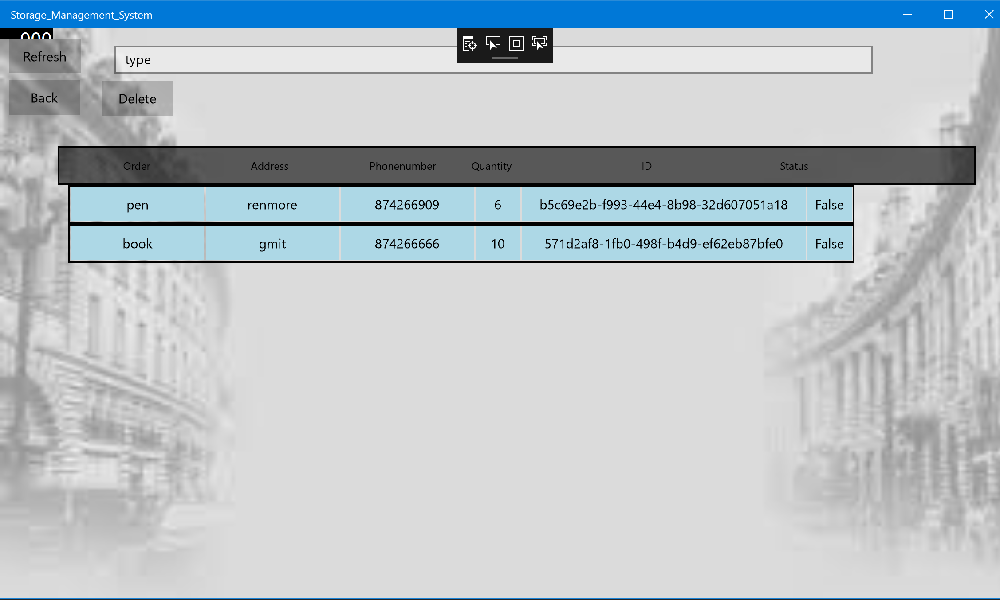 Storage_Management_System
000
Refresh
type
Back
Delete
Order Address Phonenumber Quantity ID Status
pen renmore 874266909 6 b5c69e2b-f993-44e4-8b98-32d607051a18 False
book gmit 874266666 10 571d2af8-1fb0-498f-b4d9-ef62eb87bfe0 False